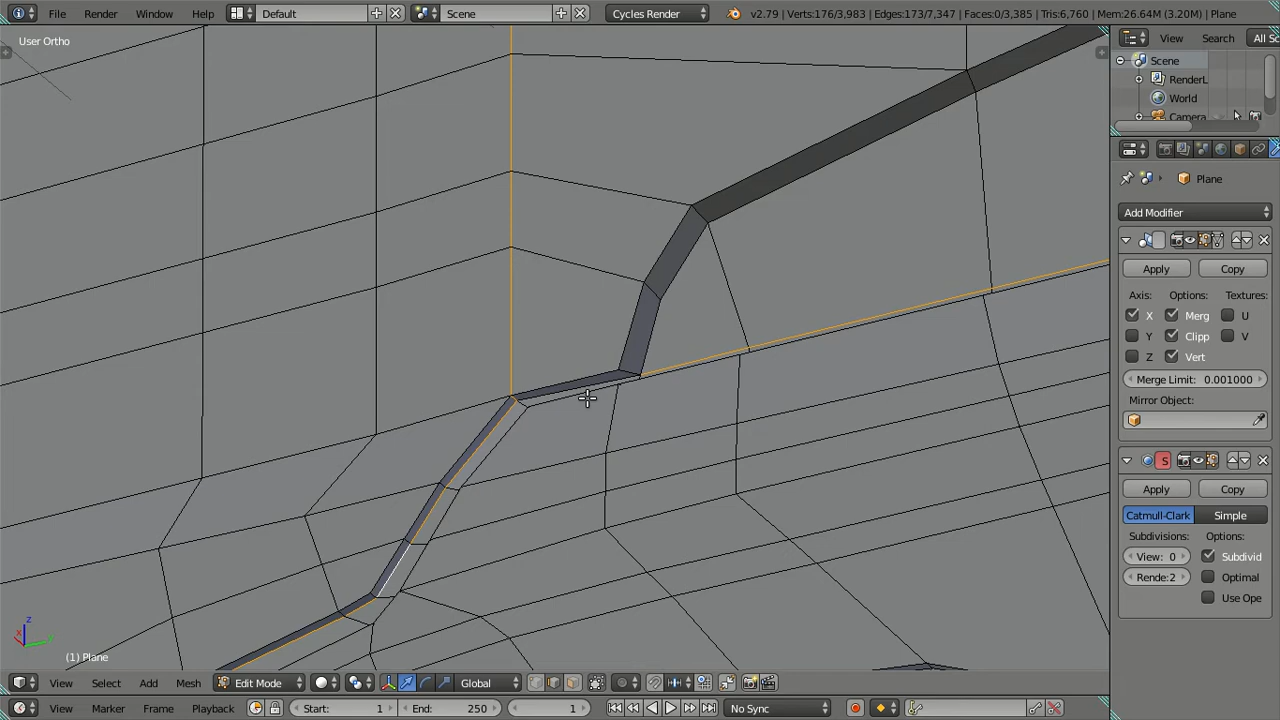 File Render Window Help Default Scene Cycles Render v2.79 | Verts:176/3,983 | Edges:173/7,347 | Faces:0/3,385 | Tris:6,760 | Mem:26.64M (3.20M) | Plane
User Ortho
View Search All Sc
Scene
RenderL
World
Camera
Plane
Add Modifier
Apply Copy
Axis: Options: Textures:
X Merg U
Y Clipp V
Z Vert
Merge Limit: 0.001000
Mirror Object:
S
Apply Copy
Catmull-Clark Simple
Subdivisions: Options:
View: 0 Subdivid
Rende:2 Optimal
Use Ope
z
x y
(1) Plane
View Select Add Mesh Edit Mode Global
View Marker Frame Playback Start: 1 End: 250 1 No Sync